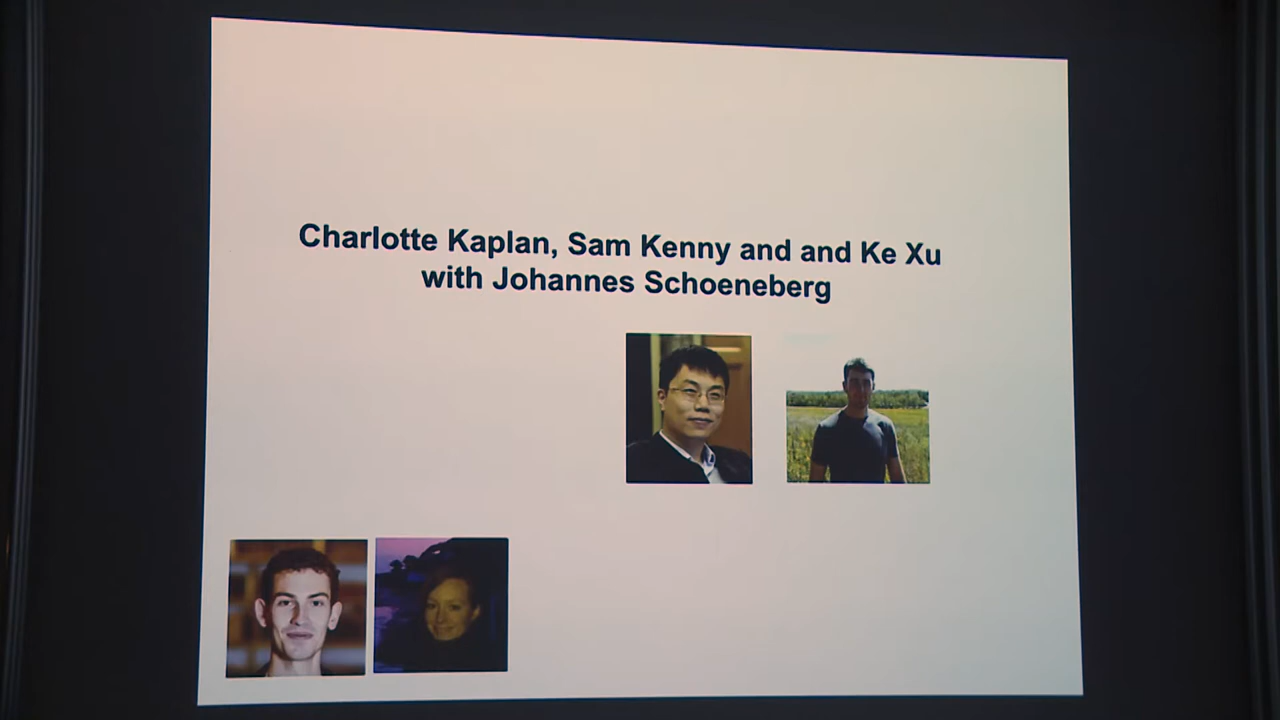 Charlotte Kaplan, Sam Kenny and and Ke Xu
with Johannes Schoeneberg